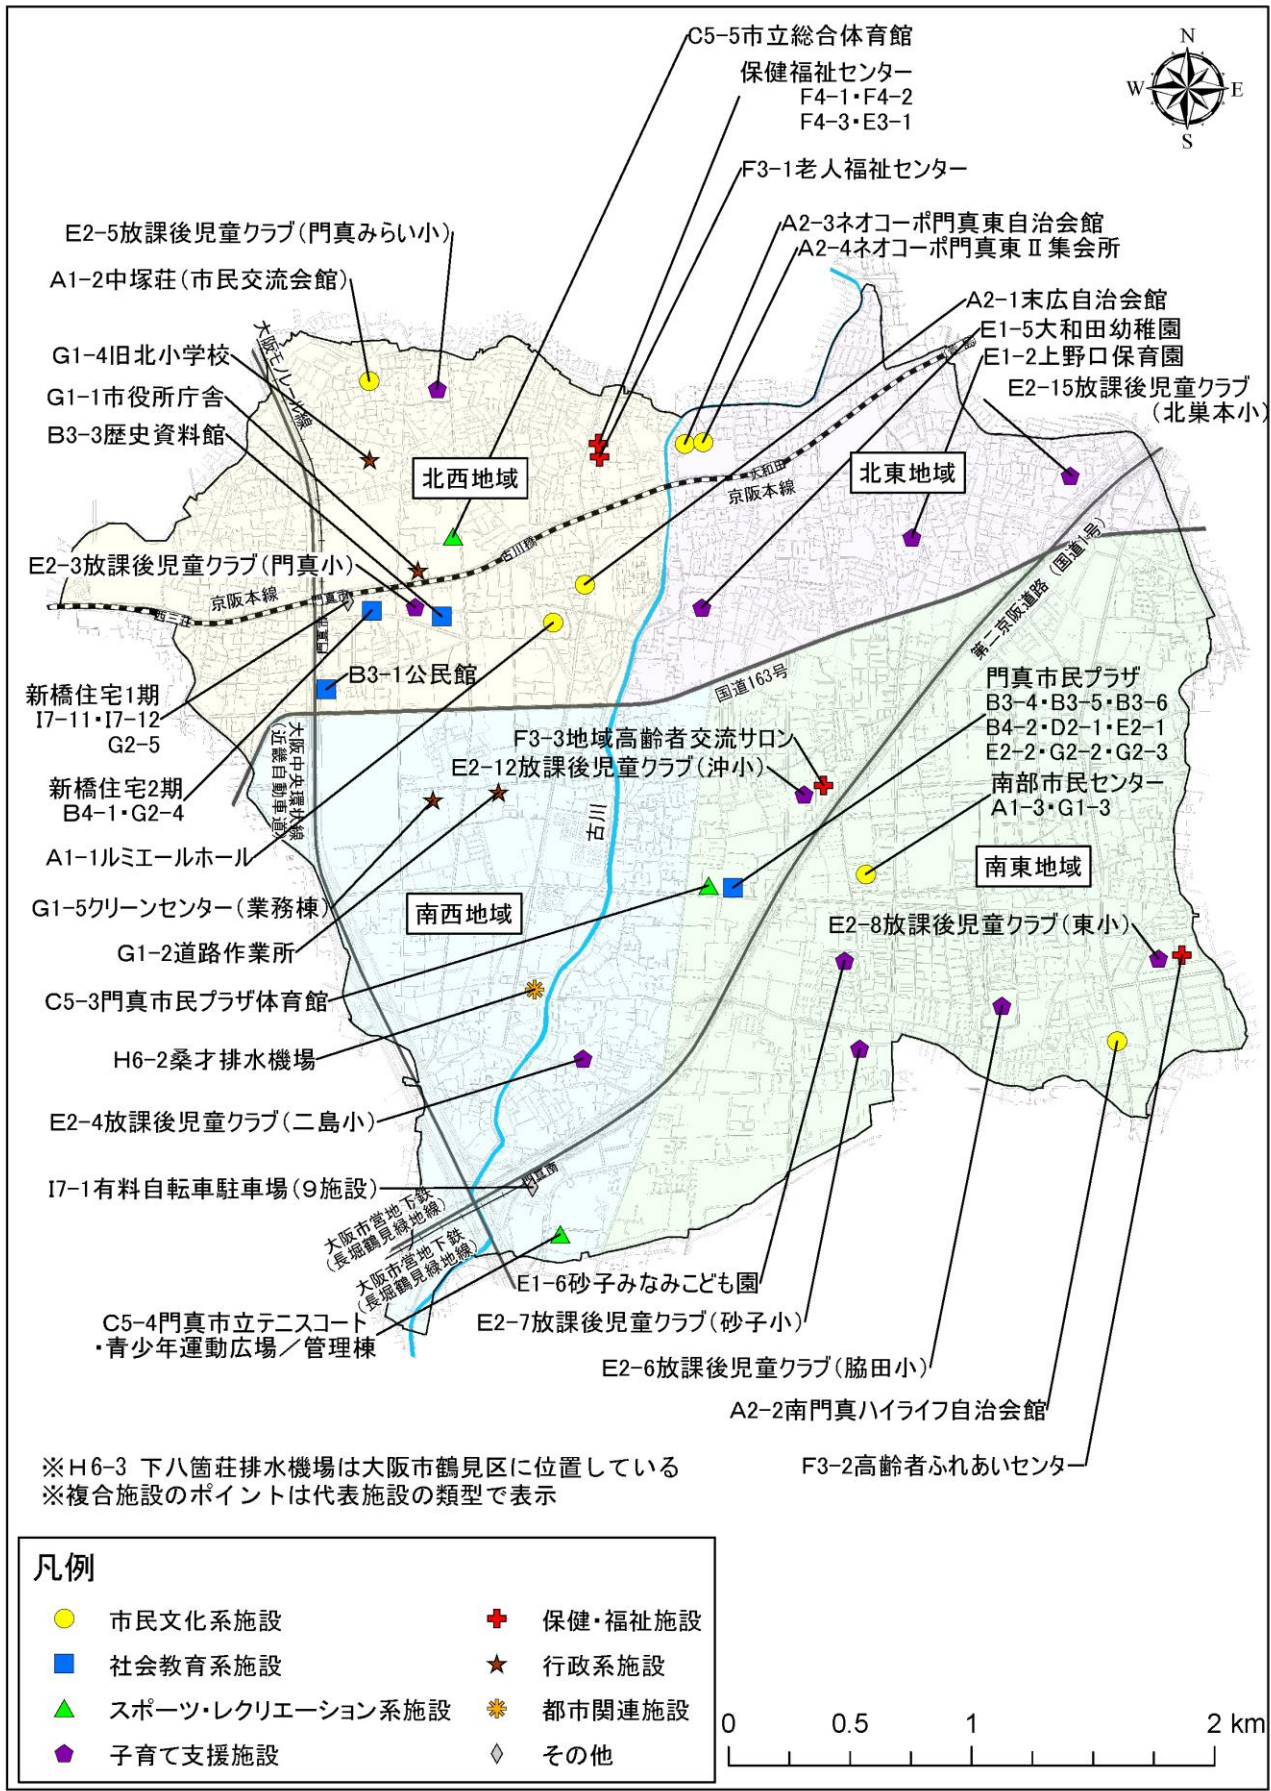 C5-5市立総合体育館
保健福祉センター
F4-1・F4-2
F4-3・E3-1
N
W
E
S
F3-1老人福祉センター
E2-5放課後児童クラブ(門真みらい小)
A2-3ネオコーポ門真東自治会館
A2-4ネオコーポ門真東Ⅱ集会所
A1-2中塚荘(市民交流会館)
A2-1末広自治会館
E1-5大和田幼稚園
E1-2上野口保育園
大阪モノレール線
G1-4旧北小学校
G1-1市役所庁舎
B3-3歴史資料館
E2-15放課後児童クラブ
(北巣本小)
北西地域
大和田
京阪本線
北東地域
古川橋
E2-3放課後児童クラブ(門真小)
京阪本線
西三荘
門真市
門真市
第二京阪道路(国道1号)
B3-1公民館
国道163号
新橋住宅1期
I7-11・I7-12
G2-5
門真市民プラザ
B3-4・B3-5・B3-6
B4-2・D2-1・E2-1
E2-2・G2-2・G2-3
大阪中央環状線
(近畿自動車道)
F3-3地域高齢者交流サロン
E2-12放課後児童クラブ(沖小)
新橋住宅2期
B4-1・G2-4
南部市民センター
A1-3・G1-3
古川
A1-1ルミエールホール
南東地域
G1-5クリーンセンター(業務棟)
南西地域
E2-8放課後児童クラブ(東小)
G1-2道路作業所
C5-3門真市民プラザ体育館
H6-2桑才排水機場
E2-4放課後児童クラブ(二島小)
I7-1有料自転車駐車場(9施設)
門真南
大阪市営地下鉄
(長堀鶴見緑地線)
大阪市営地下鉄
(長堀鶴見緑地線)
E1-6砂子みなみこども園
C5-4門真市立テニスコート
・青少年運動広場/管理棟
E2-7放課後児童クラブ(砂子小)
E2-6放課後児童クラブ(脇田小)
A2-2南門真ハイライフ自治会館
F3-2高齢者ふれあいセンター
※H6-3 下八箇荘排水機場は大阪市鶴見区に位置している
※複合施設のポイントは代表施設の類型で表示
凡例
市民文化系施設
保健・福祉施設
社会教育系施設
行政系施設
スポーツ・レクリエーション系施設
都市関連施設
子育て支援施設
その他
0 0.5 1 2 km